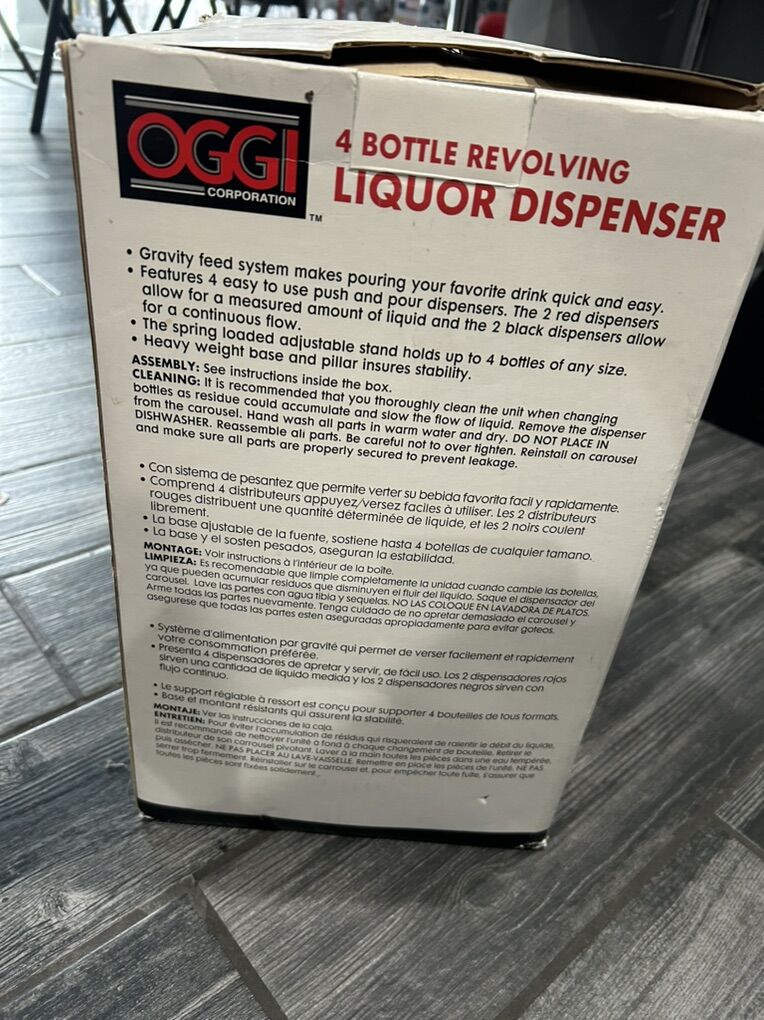 OGGI
CORPORATION
TM
4 BOTTLE REVOLVING
LIQUOR DISPENSER
• Gravity feed system makes pouring your favorite drink quick and easy.
• Features 4 easy to use push and pour dispensers. The 2 red dispensers
allow for a measured amount of liquid and the 2 black dispensers allow
for a continuous flow.
• The spring loaded adjustable stand holds up to 4 bottles of any size.
• Heavy weight base and pillar insures stability.
ASSEMBLY: See instructions inside the box.
CLEANING: It is recommended that you thoroughly clean the unit when changing
bottles as residue could accumulate and slow the flow of liquid. Remove the dispenser
from the carousel. Hand wash all parts in warm water and dry. DO NOT PLACE IN
DISHWASHER. Reassemble all parts. Be careful not to over tighten. Reinstall on carousel
and make sure all parts are properly secured to prevent leakage.
• Con sistema de pesantez que permite verter su bebida favorita facil y rapidamente.
• Comprend 4 distributeurs appuyez/versez faciles à utiliser. Les 2 distributeurs
rouges distribuent une quantité déterminée de liquide, et les 2 noirs coulent
librement.
• La base ajustable de la fuente, sostiene hasta 4 botellas de cualquier tamano.
• La base y el sosten pesados, aseguran la estabilidad.
MONTAGE: Voir instructions à l'intérieur de la boîte.
LIMPIEZA: Es recomendable que limpie completamente la unidad cuando cambie las botellas,
ya que pueden acumular residuos que disminuyen el fluir del líquido. Saque el dispensador del
carousel. Lave las partes con agua tibia y sequelas. NO LAS COLOQUE EN LAVADORA DE PLATOS.
Arme todas las partes nuevamente. Tenga cuidado de no apretar demasiado el carousel y
asegurese que todas las partes esten aseguradas apropiadamente para evitar goteos.
• Système d'alimentation par gravité qui permet de verser facilement et rapidement
votre consommation préférée.
• Presenta 4 dispensadores de apretar y servir, de fácil uso. Los 2 dispensadores rojos
sirven una cantidad de líquido medida y los 2 dispensadores negros sirven con
flujo continuo.
• Le support réglable à ressort est conçu pour supporter 4 bouteilles de tous formats.
• Base et montant résistants qui assurent la stabilité.
MONTAJE: Ver las instrucciones de la caja.
ENTRETIEN: Pour éviter l'accumulation de résidus qui risqueraient de ralentir le débit du liquide,
il est recommandé de nettoyer l'unité à fond à chaque changement de bouteille. Retirer le
distributeur de son carrousel pivotant. Laver à la main toutes les pièces dans une eau tempérée,
puis assécher. NE PAS PLACER AU LAVE-VAISSELLE. Remettre en place les pièces de l'unité. NE PAS
serrer trop fermement. Réinstaller sur le carrousel et, pour empêcher toute fuite, s'assurer que
toutes les pièces sont fixées solidement.